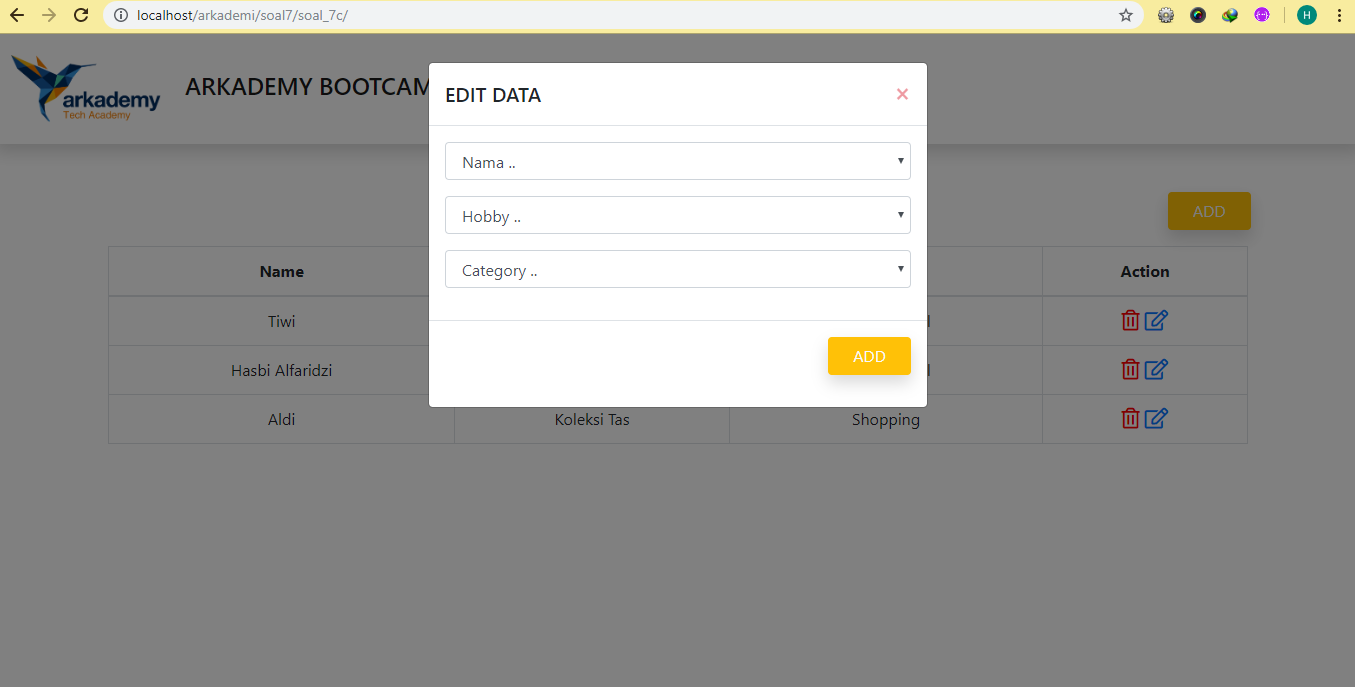 localhost/arkademi/soal7/soal_7c/
H
arkademy
Tech Academy
ARKADEMY BOOTCAM
EDIT DATA
×
Nama ..
Hobby ..
Category ..
ADD
ADD
Name Action
Tiwi
Hasbi Alfaridzi
Aldi Koleksi Tas Shopping